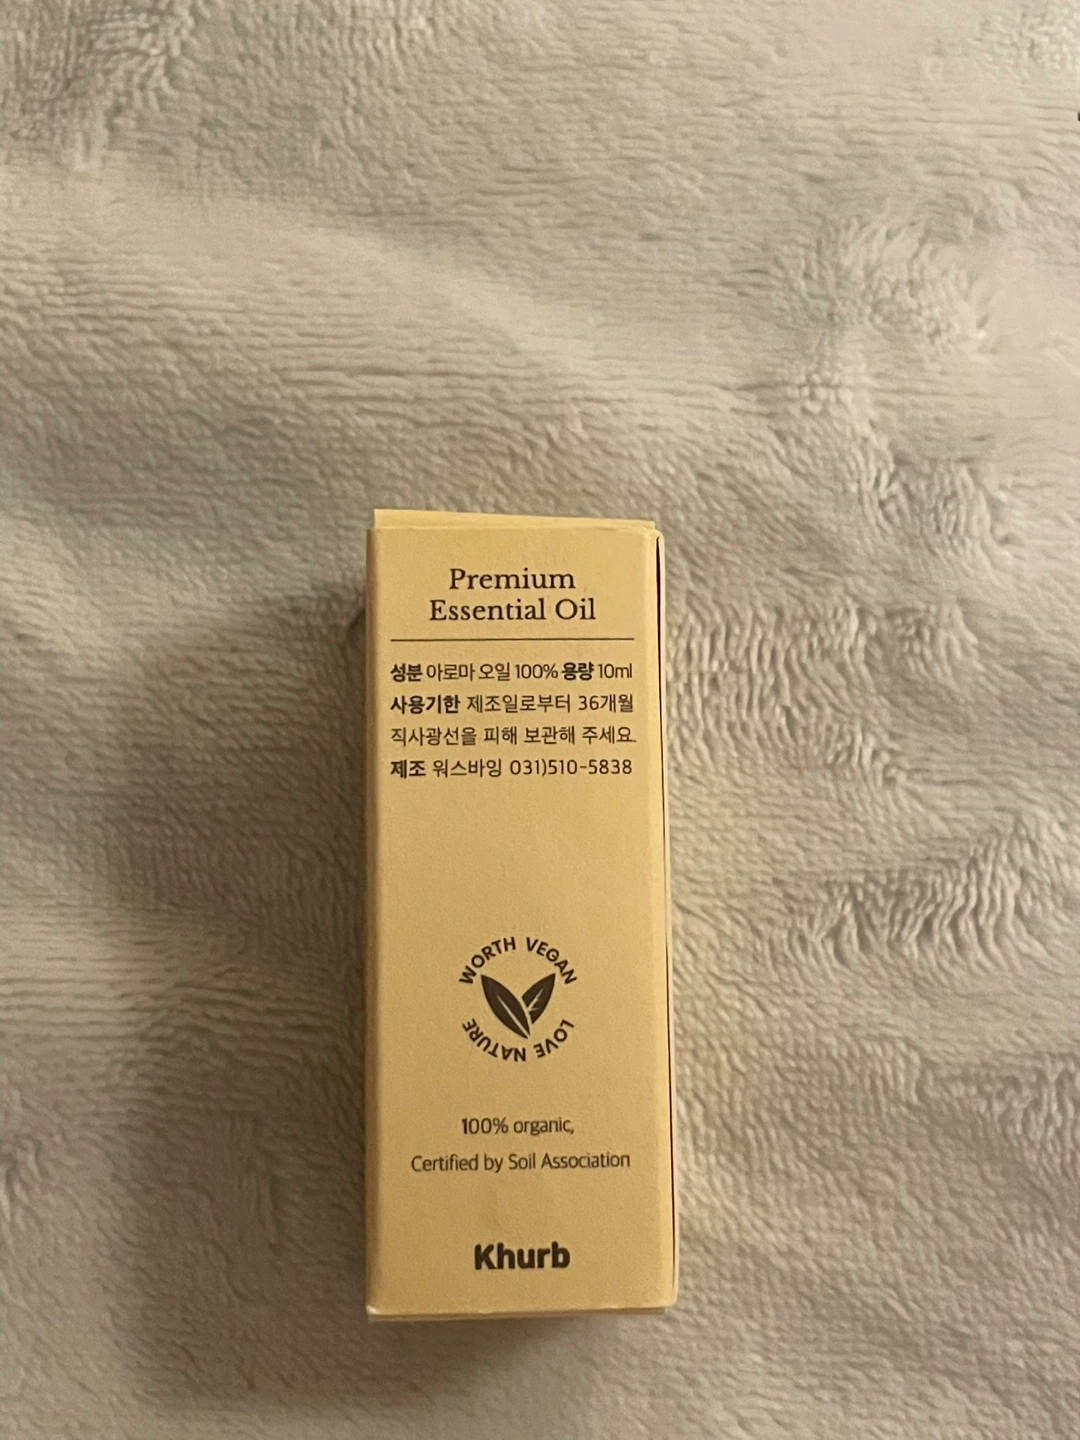 Premium
Essential Oil
성분 아로마 오일 100% 용량 10ml
사용기한 제조일로부터 36개월
직사광선을 피해 보관해 주세요.
제조 워스바잉 031)510-5838
WORTH VEGAN
LOVE NATURE
100% organic,
Certified by Soil Association
Khurb